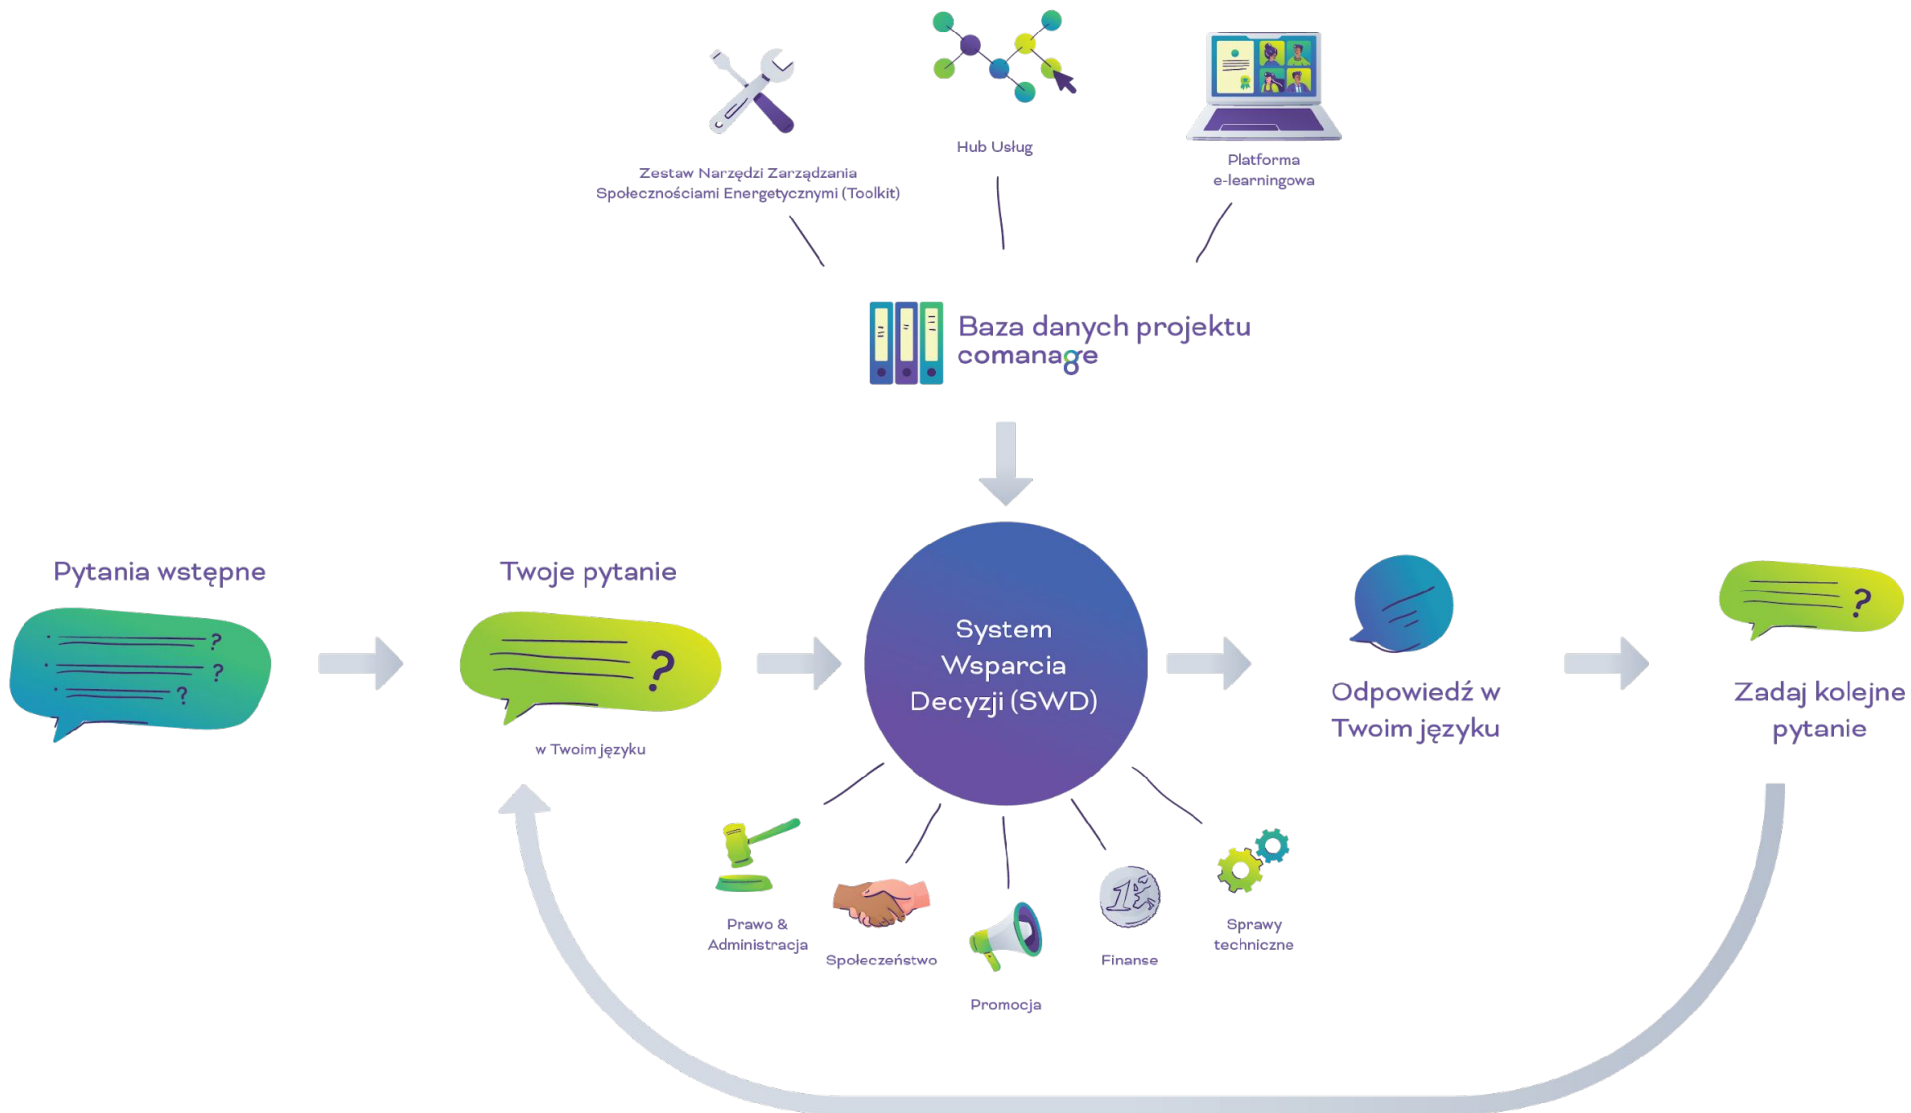 Hub Usług
Zestaw Narzędzi Zarządzania
Społecznościami Energetycznymi (Toolkit)
Platforma
e-learningowa
Baza danych projektu
comanage
Pytania wstępne
? 
?
?
Twoje pytanie
?
w Twoim języku
System
Wsparcia
Decyzji (SWD)
Odpowiedź w
Twoim języku
?
Zadaj kolejne
pytanie
Prawo &
Administracja
Społeczeństwo
Promocja
1
Finanse
Sprawy
techniczne